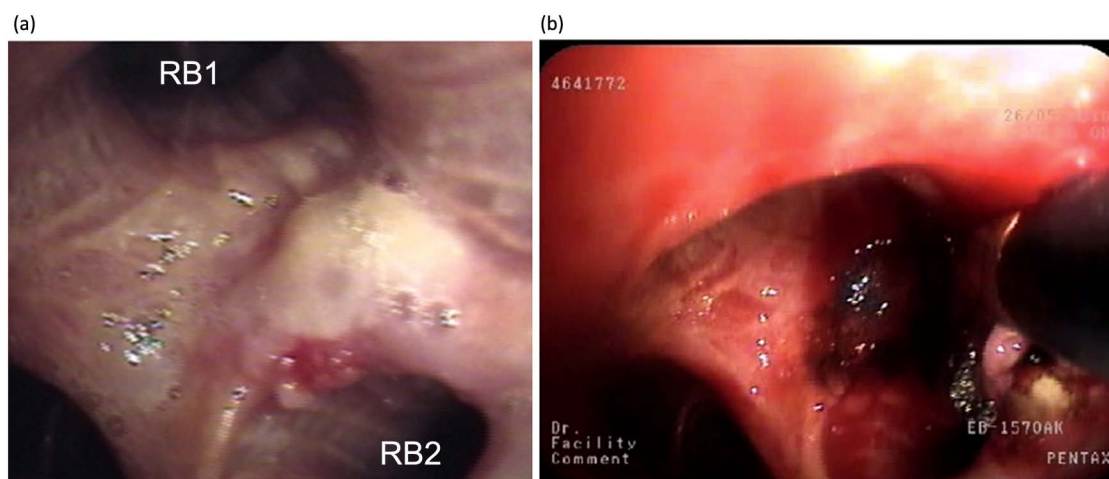 (a)
(b)
RB1
RB2
4641772
Dr.
Facility
Comment
EB-1570AK
PENTAX